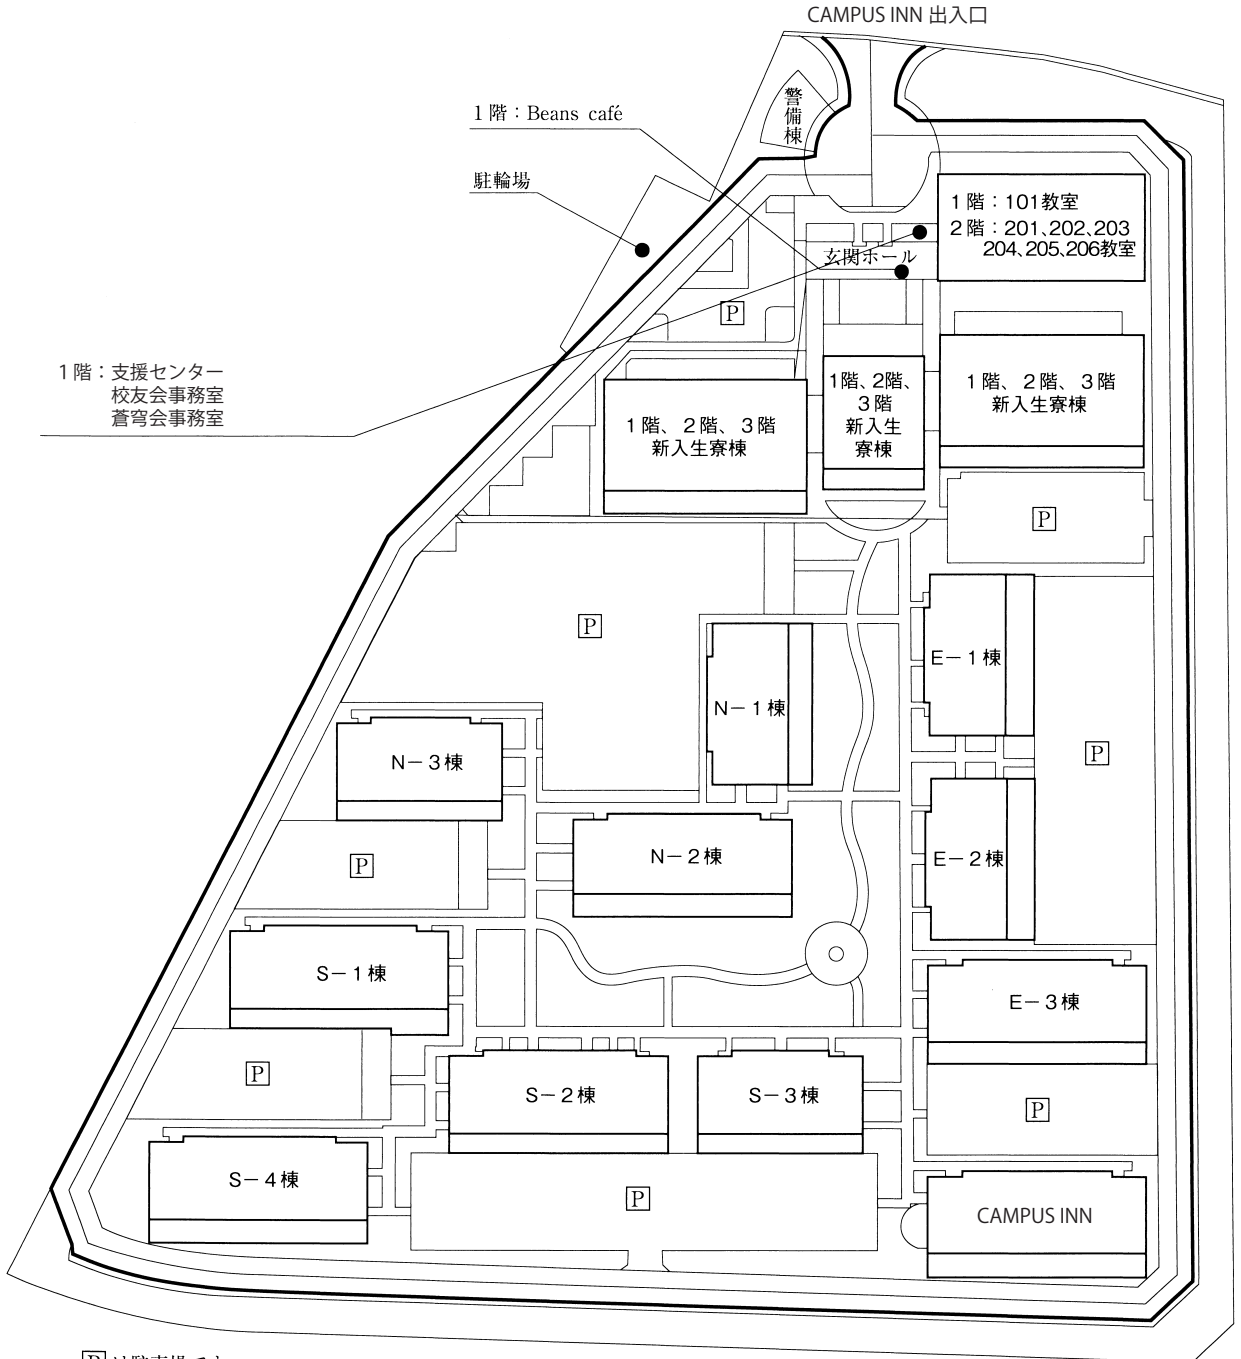 CAMPUS INN 出入口
警備棟
1階：Beans café
駐輪場
1階：101教室
2階：201、202、203
204、205、206教室
玄関ホール
P
1階：支援センター
校友会事務室
蒼穹会事務室
1階、2階、3階
新入生寮棟
1階、2階、
3階
新入生
寮棟
1階、2階、3階
新入生寮棟
P
P
E－1棟
N－1棟
P
N－3棟
N－2棟
E－2棟
P
S－1棟
E－3棟
P
S－2棟
S－3棟
P
S－4棟
P
CAMPUS INN